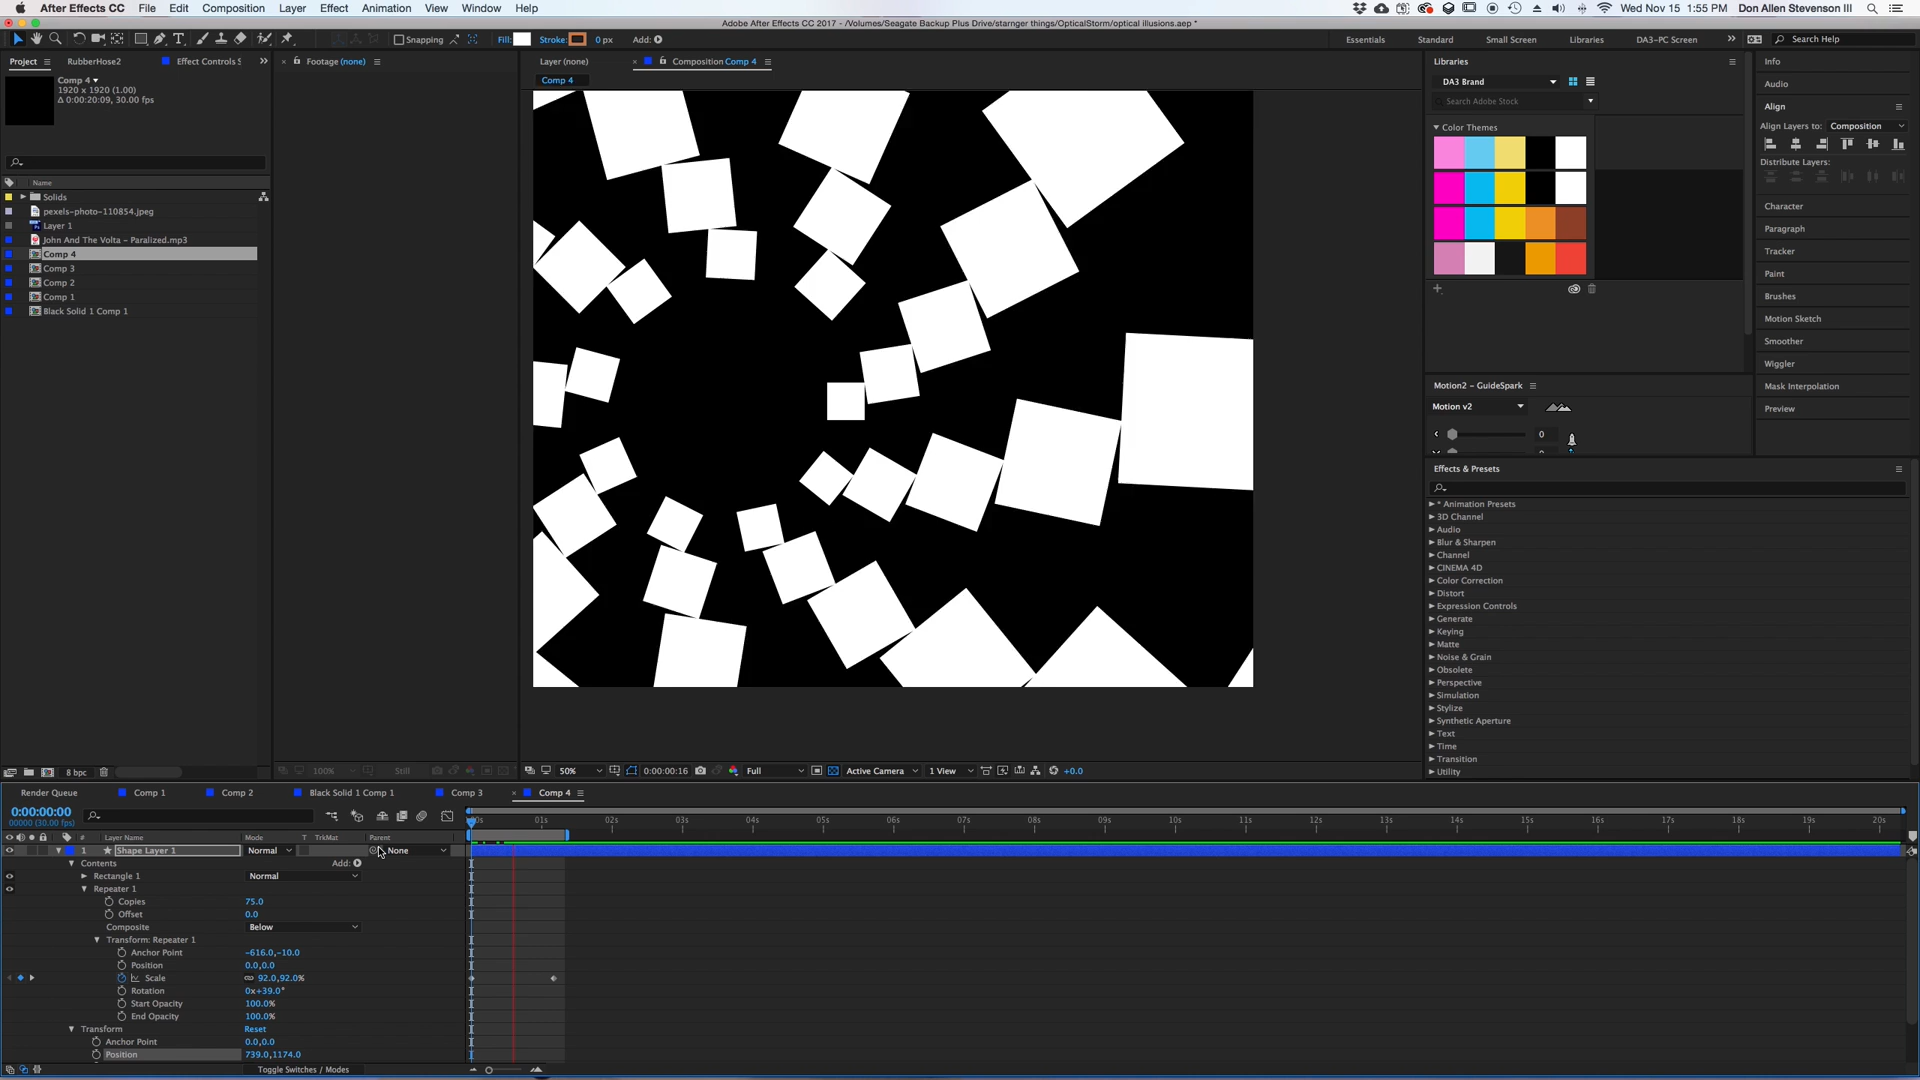 After Effects CC File Edit Composition Layer Effect Animation View Window Help
Wed Nov 15 1:55 PM Don Allen Stevenson III
Adobe After Effects CC 2017 - /Volumes/Seagate Backup Plus Drive/starnger things/OpticalStorm/optical illusions.aep *
Snapping Fill: Stroke: 0 px Add:
Essentials Standard Small Screen Libraries DA3-PC Screen Search Help
Project RubberHose2 Effect Controls S
Footage (none)
Layer (none) Composition Comp 4
Comp 4
Comp 4
1920 x 1920 (1.00)
Δ 0:00:20:09, 30.00 fps
Name
Solids
pexels-photo-110854.jpeg
Layer 1
John And The Volta - Paralized.mp3
Comp 4
Comp 3
Comp 2
Comp 1
Black Solid 1 Comp 1
8 bpc
100% Still
50% 0:00:00:16 Full Active Camera 1 View +0.0
Libraries
DA3 Brand
Search Adobe Stock
Color Themes
Motion2 - GuideSpark
Motion v2
0
Effects & Presets
* Animation Presets
3D Channel
Audio
Blur & Sharpen
Channel
CINEMA 4D
Color Correction
Distort
Expression Controls
Generate
Keying
Matte
Noise & Grain
Obsolete
Perspective
Simulation
Stylize
Synthetic Aperture
Text
Time
Transition
Utility
Info
Audio
Align
Align Layers to: Composition
Distribute Layers:
Character
Paragraph
Tracker
Paint
Brushes
Motion Sketch
Smoother
Wiggler
Mask Interpolation
Preview
Render Queue Comp 1 Comp 2 Black Solid 1 Comp 1 Comp 3 Comp 4
0:00:00:00
00000 (30.00 fps)
01s 02s 03s 04s 05s 06s 07s 08s 09s 10s 11s 12s 13s 14s 15s 16s 17s 18s 19s 20s
# Layer Name Mode T TrkMat Parent
1 Shape Layer 1 Normal None
Contents Add:
Rectangle 1 Normal
Repeater 1
Copies 75.0
Offset 0.0
Composite Below
Transform: Repeater 1
Anchor Point -616.0,-10.0
Position 0.0,0.0
Scale 92.0,92.0%
Rotation 0x+39.0°
Start Opacity 100.0%
End Opacity 100.0%
Transform Reset
Anchor Point 0.0,0.0
Position 739.0,1174.0
Toggle Switches / Modes